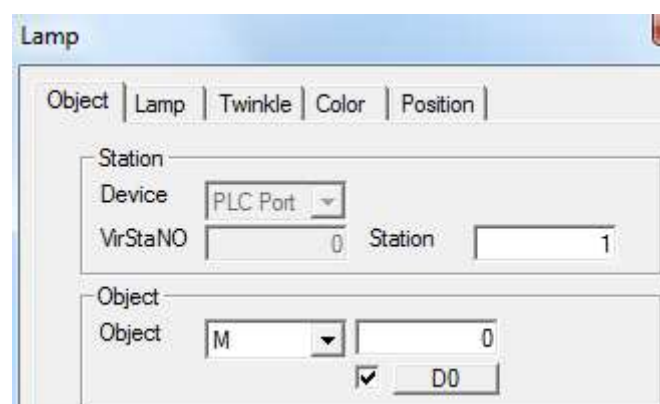 Lamp
Object Lamp Twinkle Color Position
Station
Device PLC Port
VirStaNO 0 Station 1
Object
Object M 0
D0